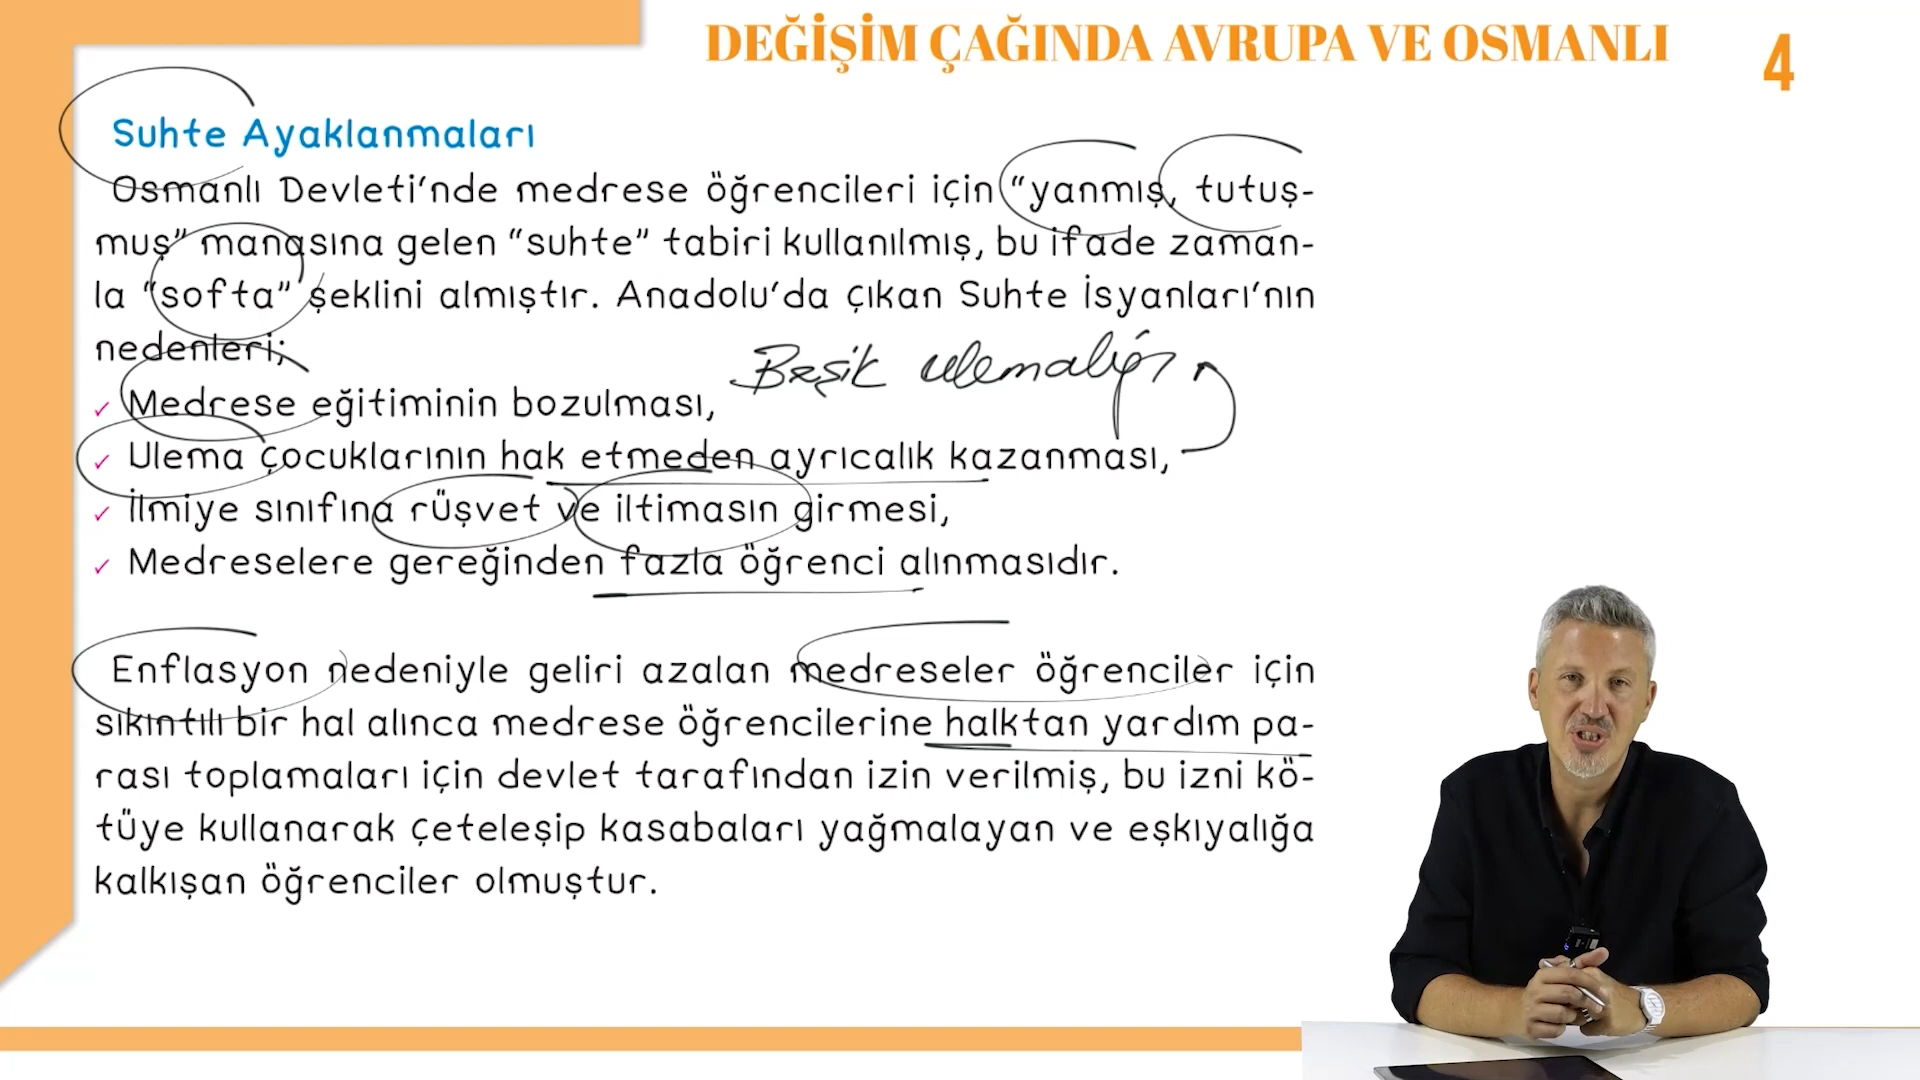 DEĞİŞİM ÇAĞINDA AVRUPA VE OSMANLI
4
Suhte Ayaklanmaları
Osmanlı Devleti’nde medrese öğrencileri için “yanmış, tutuş-
muş” manasına gelen “suhte” tabiri kullanılmış, bu ifade zaman-
la “softa” şeklini almıştır. Anadolu’da çıkan Suhte İsyanları’nın
nedenleri;
Beşik ulemalığı
✓ Medrese eğitiminin bozulması,
✓ Ulema çocuklarının hak etmeden ayrıcalık kazanması,
✓ İlmiye sınıfına rüşvet ve iltimasın girmesi,
✓ Medreselere gereğinden fazla öğrenci alınmasıdır.
Enflasyon nedeniyle geliri azalan medreseler öğrenciler için
sıkıntılı bir hal alınca medrese öğrencilerine halktan yardım pa-
rası toplamaları için devlet tarafından izin verilmiş, bu izni kö-
tüye kullanarak çeteleşip kasabaları yağmalayan ve eşkıyalığa
kalkışan öğrenciler olmuştur.